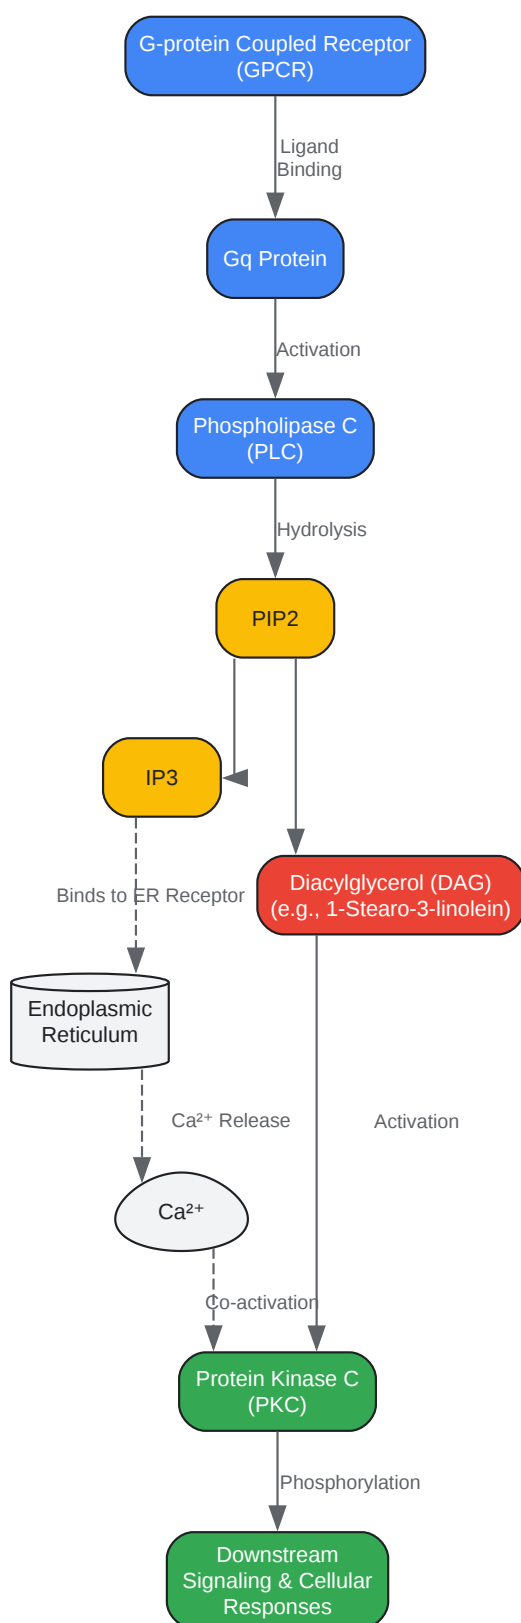 G-protein Coupled Receptor
(GPCR)
Ligand
Binding
Gq Protein
Activation
Phospholipase C
(PLC)
Hydrolysis
PIP2
IP3
Diacylglycerol (DAG)
(e.g., 1-Stearo-3-linolein)
Binds to ER Receptor
Endoplasmic
Reticulum
Ca²⁺ Release
Activation
Ca²⁺
Co-activation
Protein Kinase C
(PKC)
Phosphorylation
Downstream
Signaling & Cellular
Responses